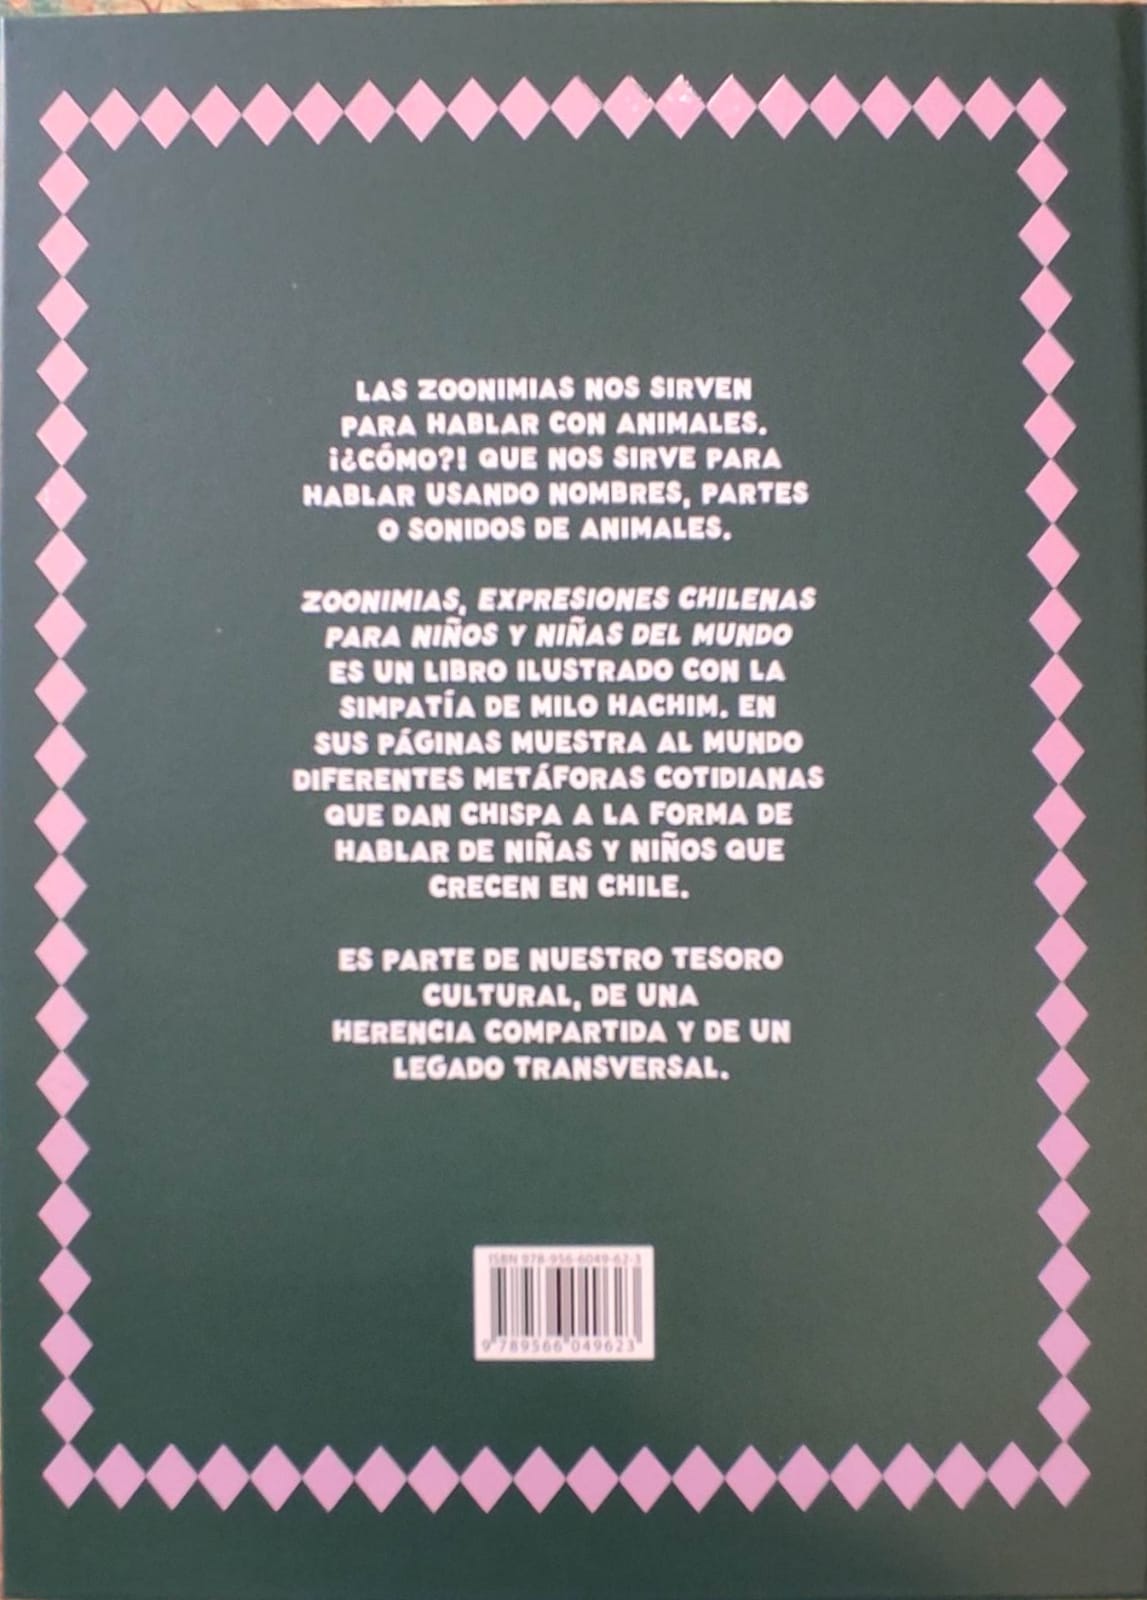 LAS ZOONIMIAS NOS SIRVEN
PARA HABLAR CON ANIMALES.
¡¿CÓMO?! QUE NOS SIRVE PARA
HABLAR USANDO NOMBRES, PARTES
O SONIDOS DE ANIMALES.
ZOONIMIAS, EXPRESIONES CHILENAS
PARA NIÑOS Y NIÑAS DEL MUNDO
ES UN LIBRO ILUSTRADO CON LA
SIMPATÍA DE MILO HACHIM. EN
SUS PÁGINAS MUESTRA AL MUNDO
DIFERENTES METÁFORAS COTIDIANAS
QUE DAN CHISPA A LA FORMA DE
HABLAR DE NIÑAS Y NIÑOS QUE
CRECEN EN CHILE.
ES PARTE DE NUESTRO TESORO
CULTURAL, DE UNA
HERENCIA COMPARTIDA Y DE UN
LEGADO TRANSVERSAL.
ISBN 978-956-6049-62-3
9 789566 049623